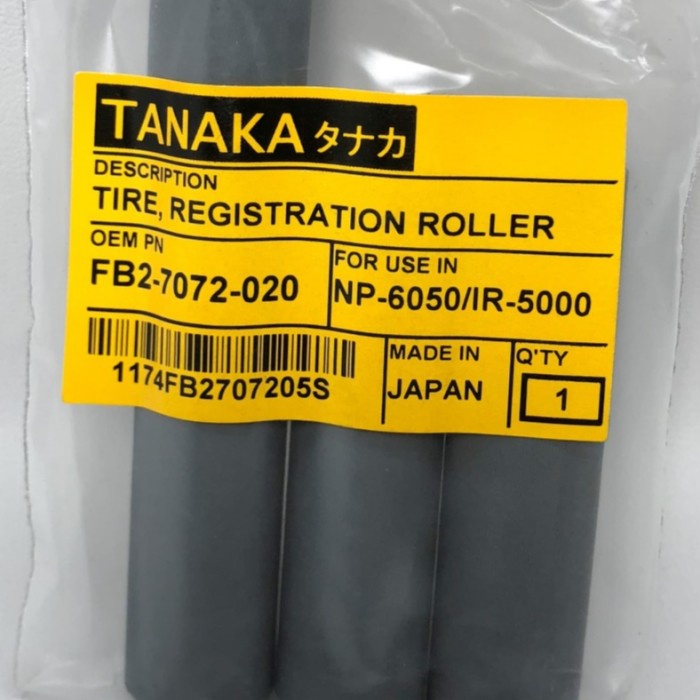 TANAKA タナカ
DESCRIPTION
TIRE, REGISTRATION ROLLER
OEM PN
FB2-7072-020
FOR USE IN
NP-6050/IR-5000
1174FB2707205S
MADE IN
JAPAN
Q'TY
1